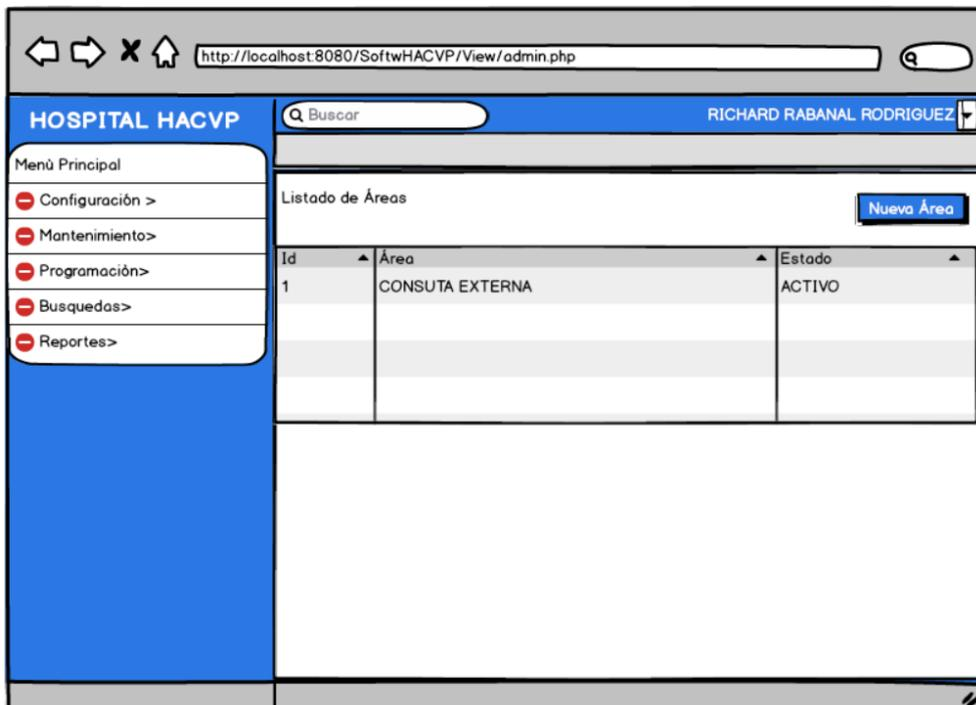 http://localhost:8080/SoftwHACVP/View/admin.php
HOSPITAL HACVP
Buscar
RICHARD RABANAL RODRIGUEZ
Menù Principal
Configuración >
Mantenimiento>
Programaciòn>
Busquedas>
Reportes>
Listado de Áreas
Nueva Área
Id Área Estado
1 CONSUTA EXTERNA ACTIVO